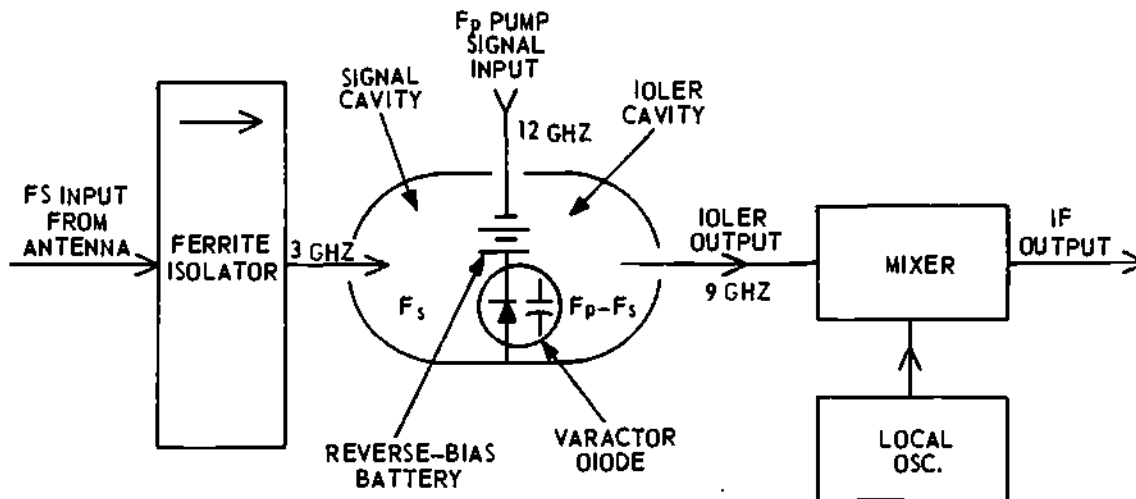 Fp PUMP
SIGNAL
INPUT
SIGNAL
CAVITY
IOLER
CAVITY
12 GHZ
FS INPUT
FROM
ANTENNA
FERRITE
ISOLATOR
3 GHZ
Fs
Fp-Fs
IOLER
OUTPUT
9 GHZ
MIXER
IF
OUTPUT
REVERSE-BIAS
BATTERY
VARACTOR
OIODE
LOCAL
OSC.